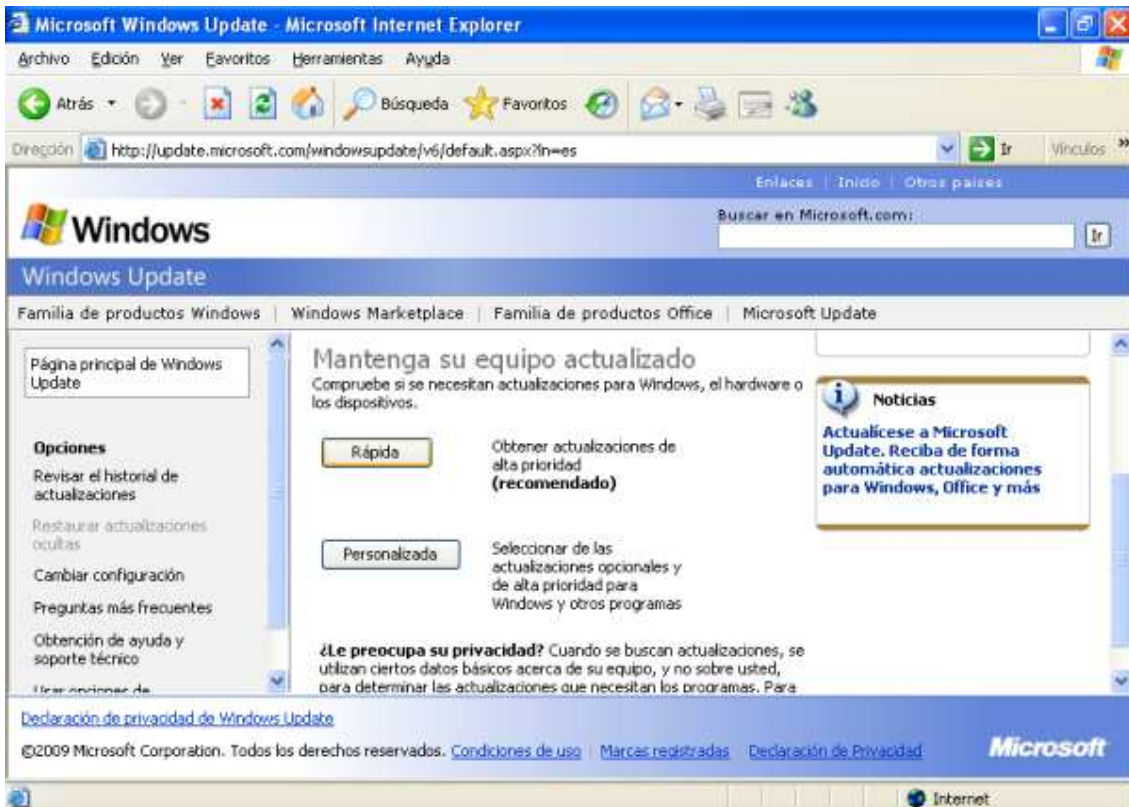 Microsoft Windows Update - Microsoft Internet Explorer
Archivo Edición Ver Favoritos Herramientas Ayuda
Atrás Búsqueda Favoritos
Dirección http://update.microsoft.com/windowsupdate/v6/default.aspx?ln=es Ir Vínculos »
Enlaces | Inicio | Otros países
Windows
Buscar en Microsoft.com:
Ir
Windows Update
Familia de productos Windows | Windows Marketplace | Familia de productos Office | Microsoft Update
Página principal de Windows
Update
Opciones
Revisar el historial de
actualizaciones
Restaurar actualizaciones
ocultas
Cambiar configuración
Preguntas más frecuentes
Obtención de ayuda y
soporte técnico
Usar opciones de
Mantenga su equipo actualizado
Compruebe si se necesitan actualizaciones para Windows, el hardware o
los dispositivos.
Rápida
Obtener actualizaciones de
alta prioridad
(recomendado)
Personalizada
Seleccionar de las
actualizaciones opcionales y
de alta prioridad para
Windows y otros programas
¿Le preocupa su privacidad? Cuando se buscan actualizaciones, se
utilizan ciertos datos básicos acerca de su equipo, y no sobre usted,
para determinar las actualizaciones que necesitan los programas. Para
Noticias
Actualícese a Microsoft
Update. Reciba de forma
automática actualizaciones
para Windows, Office y más
Declaración de privacidad de Windows Update
©2009 Microsoft Corporation. Todos los derechos reservados. Condiciones de uso | Marcas registradas Declaración de Privacidad
Microsoft
Internet